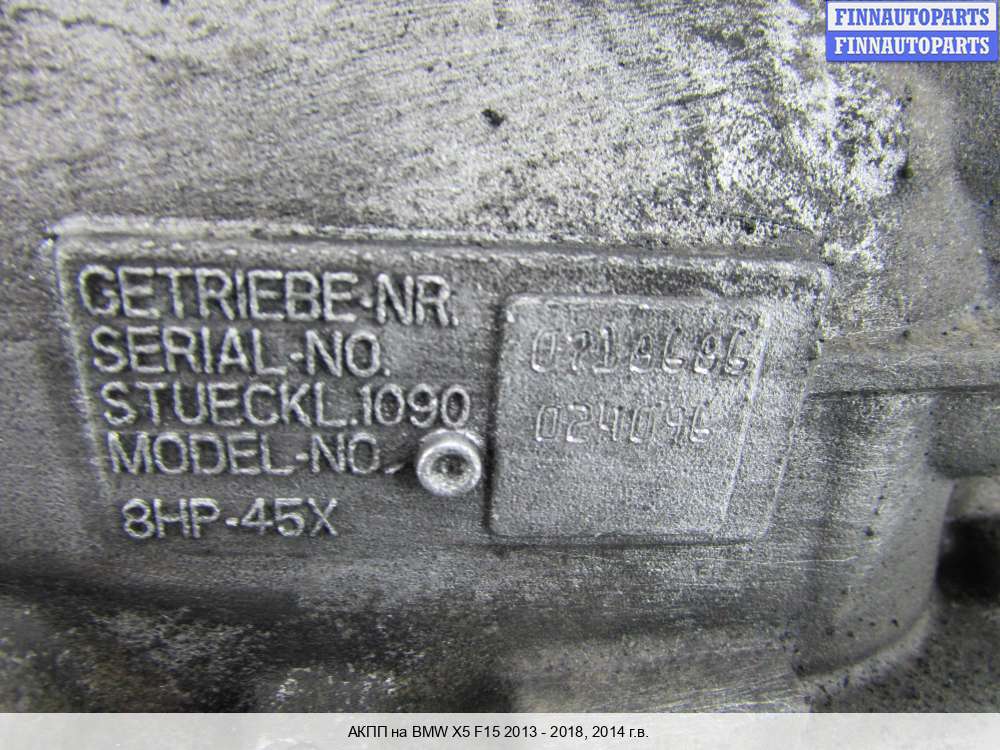 FINNAUTOPARTS
FINNAUTOPARTS
GETRIEBE-NR.
SERIAL-NO.
0718686
STUECKL.1090
024096
MODEL-NO.
8HP-45X
АКПП на BMW X5 F15 2013 - 2018, 2014 г.в.